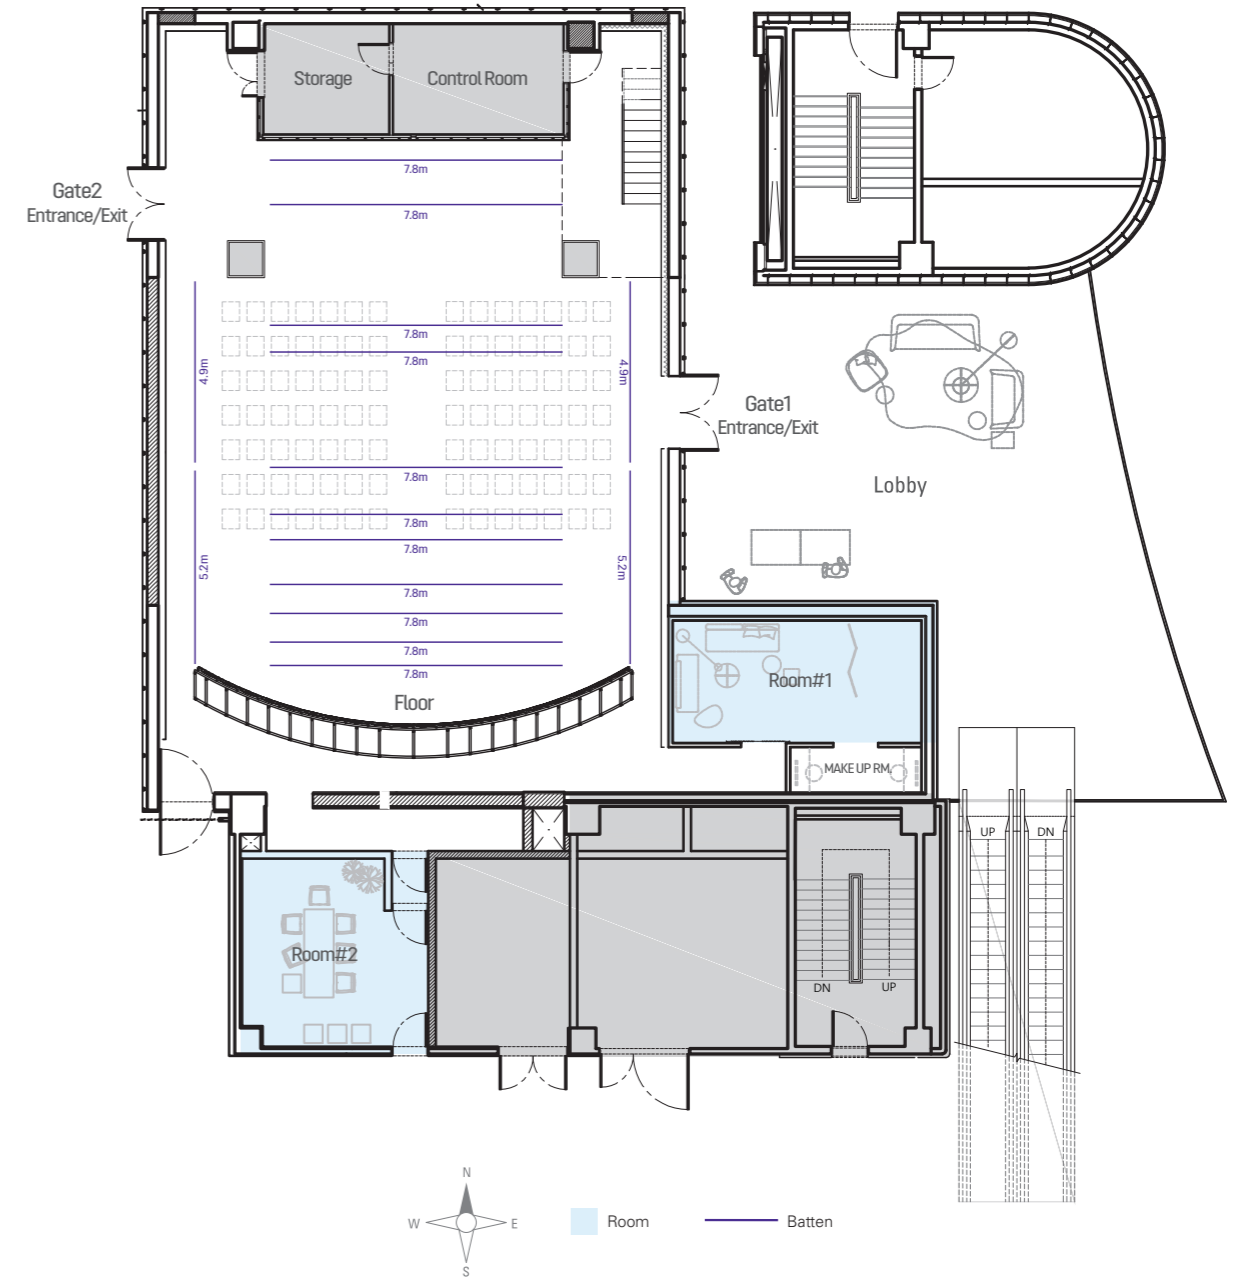 Storage
Control Room
7.8m
Gate2
Entrance/Exit
7.8m
7.8m
7.8m
4.9m
4.9m
Gate1
Entrance/Exit
7.8m
Lobby
7.8m
7.8m
5.2m
5.2m
7.8m
7.8m
7.8m
7.8m
Room#1
Floor
MAKE UP RM.
UP
DN
Room#2
DN
UP
N
W
E
S
Room
Batten